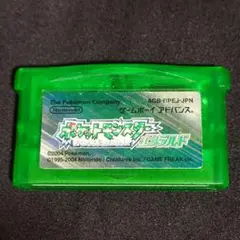 The Pokémon Company AGB-BPEJ-JPN
Nintendo ゲームボーイ アドバンス
ポケットモンスター
エメラルド
©2004 Pokémon.
©1995-2004 Nintendo / Creatures inc. / GAME FREAK inc.